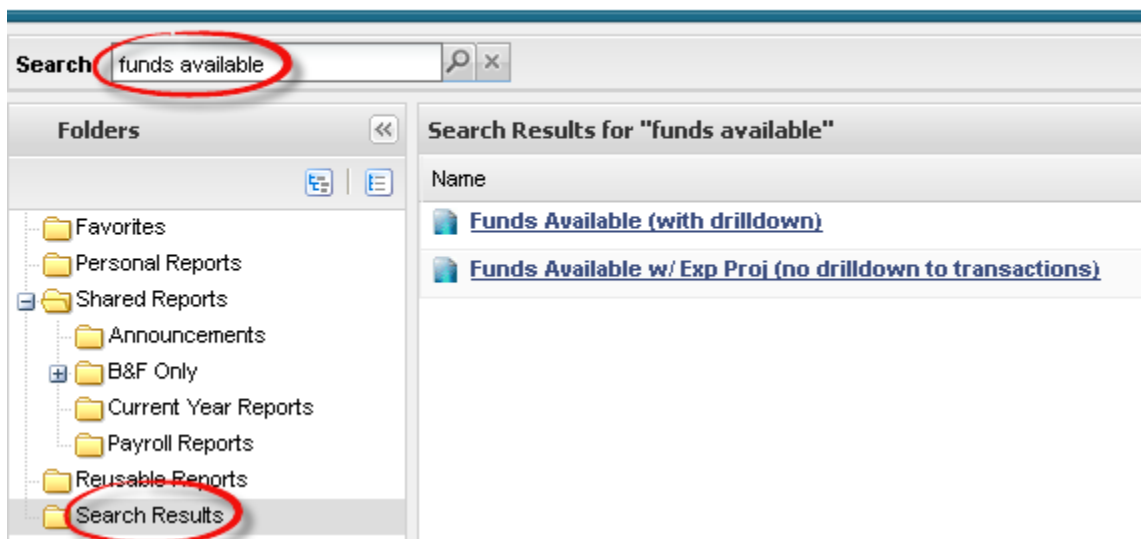 Search funds available
Folders
Search Results for "funds available"
Name
Favorites
Personal Reports
Shared Reports
Announcements
B&F Only
Current Year Reports
Payroll Reports
Reusable Reports
Search Results
Funds Available (with drilldown)
Funds Available w/ Exp Proj (no drilldown to transactions)